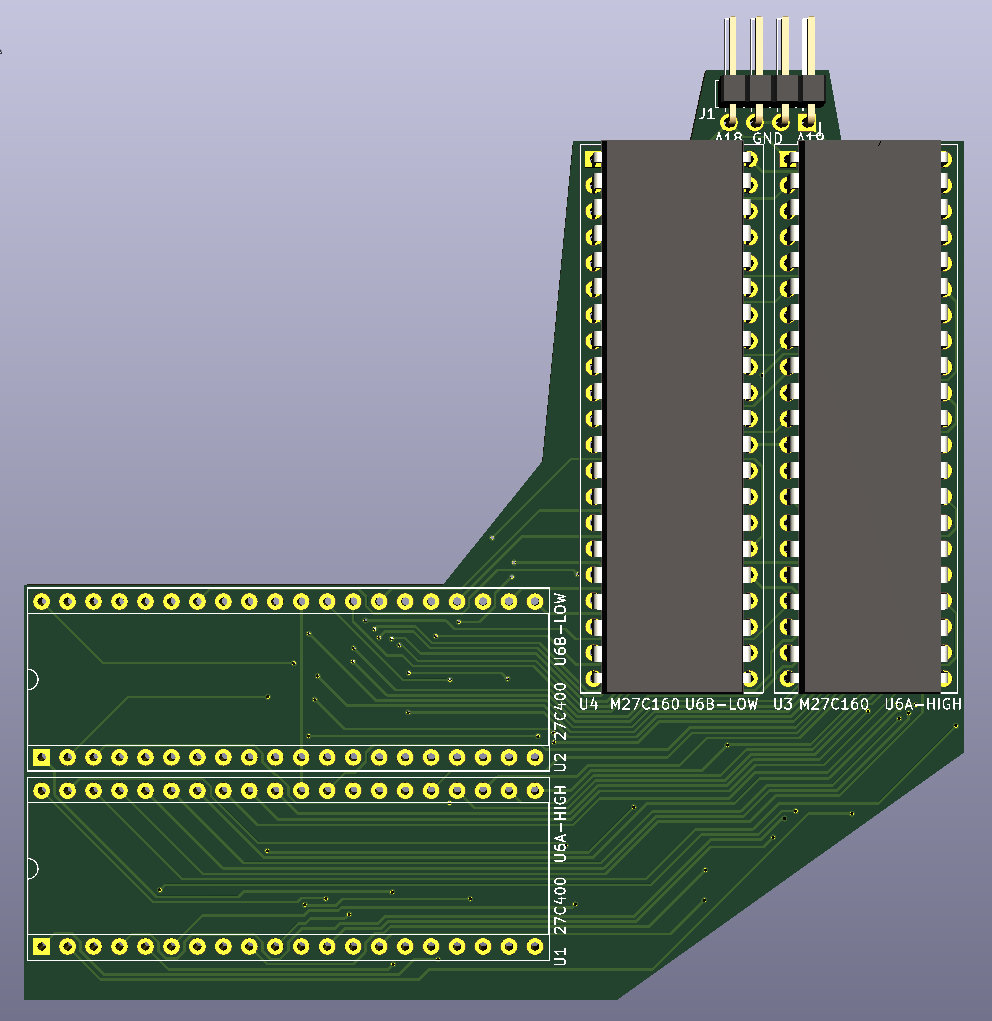 J1
A18 GND A19
U4 M27C160 U6B-LOW
U3 M27C160 U6A-HIGH
U2 27C400 U6B-LOW
U1 27C400 U6A-HIGH